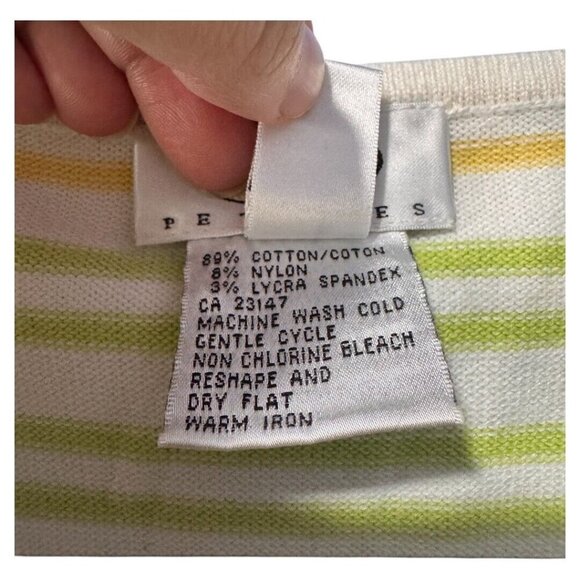 89% COTTON/COTON
8% NYLON
3% LYCRA SPANDEX
CA 23147
MACHINE WASH COLD
GENTLE CYCLE
NON CHLORINE BLEACH
RESHAPE AND
DRY FLAT
WARM IRON